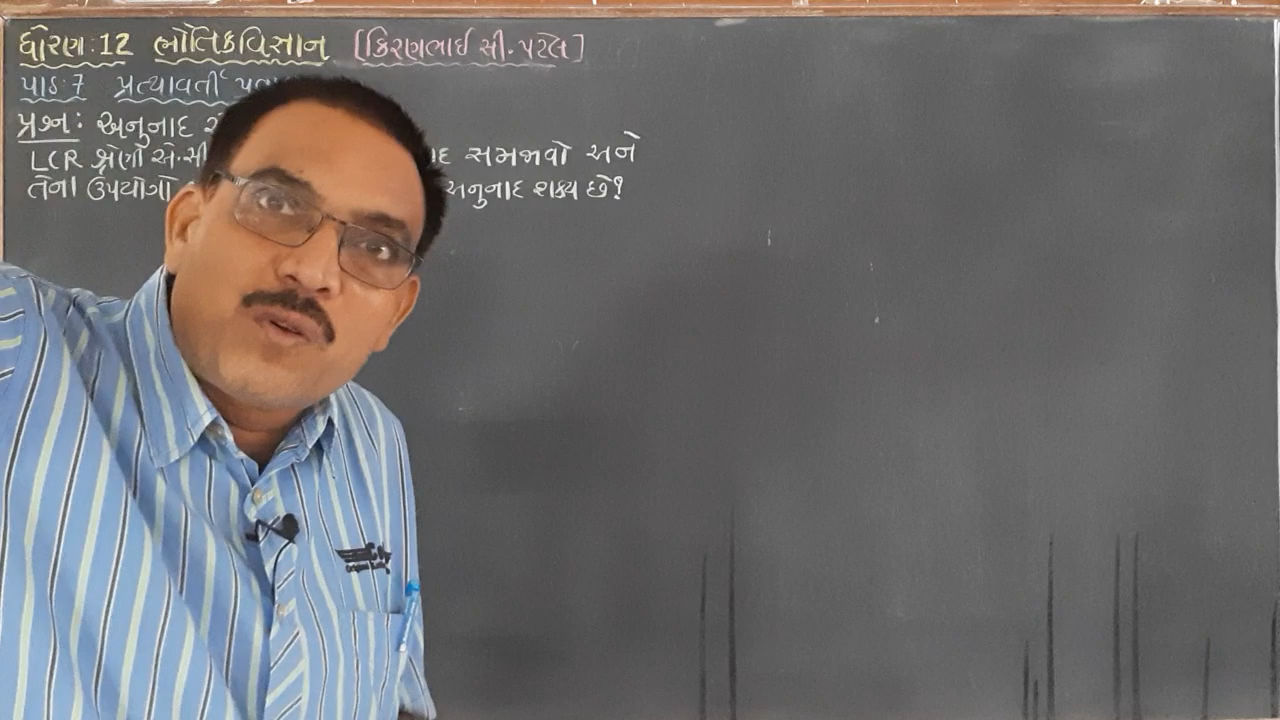 ધોરણ: 12 ભૌતિકવિજ્ઞાન [કિરણભાઈ સી. પટેલ]
પાઠ: 7 પ્રત્યાવર્તી
પ્રશ્ન: અનુનાદ
LCR શ્રેણી એ.સી સમજાવો અને
તેના ઉપયોગો અનુનાદ શક્ય છે?